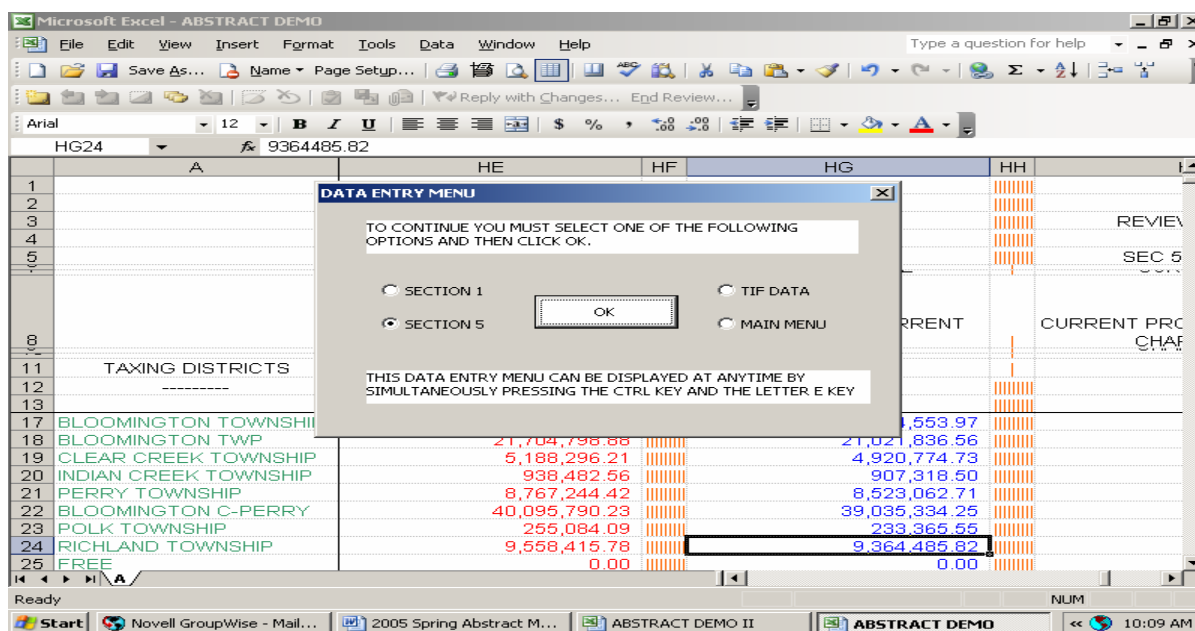 Microsoft Excel - ABSTRACT DEMO
File Edit View Insert Format Tools Data Window Help Type a question for help
Save As... Name Page Setup...
Reply with Changes... End Review...
Arial 12 B I U $ % ,
HG24 fx 9364485.82
A HE HF HG HH
1
2
3 REVIEW
4
5 SEC 5
8 RRENT CURRENT PRO
CHAR
11 TAXING DISTRICTS
12 ---------
13
17 BLOOMINGTON TOWNSHI ,553.97
18 BLOOMINGTON TWP 21,704,798.88 21,021,836.56
19 CLEAR CREEK TOWNSHIP 5,188,296.21 4,920,774.73
20 INDIAN CREEK TOWNSHIP 938,482.56 907,318.50
21 PERRY TOWNSHIP 8,767,244.42 8,523,062.71
22 BLOOMINGTON C-PERRY 40,095,790.23 39,035,334.25
23 POLK TOWNSHIP 255,084.09 233,365.55
24 RICHLAND TOWNSHIP 9,558,415.78 9,364,485.82
25 FREE 0.00 0.00
DATA ENTRY MENU
TO CONTINUE YOU MUST SELECT ONE OF THE FOLLOWING
OPTIONS AND THEN CLICK OK.
SECTION 1 TIF DATA
OK
SECTION 5 MAIN MENU
THIS DATA ENTRY MENU CAN BE DISPLAYED AT ANYTIME BY
SIMULTANEOUSLY PRESSING THE CTRL KEY AND THE LETTER E KEY
A
Ready NUM
Start Novell GroupWise - Mail... 2005 Spring Abstract M... ABSTRACT DEMO II ABSTRACT DEMO « 10:09 AM